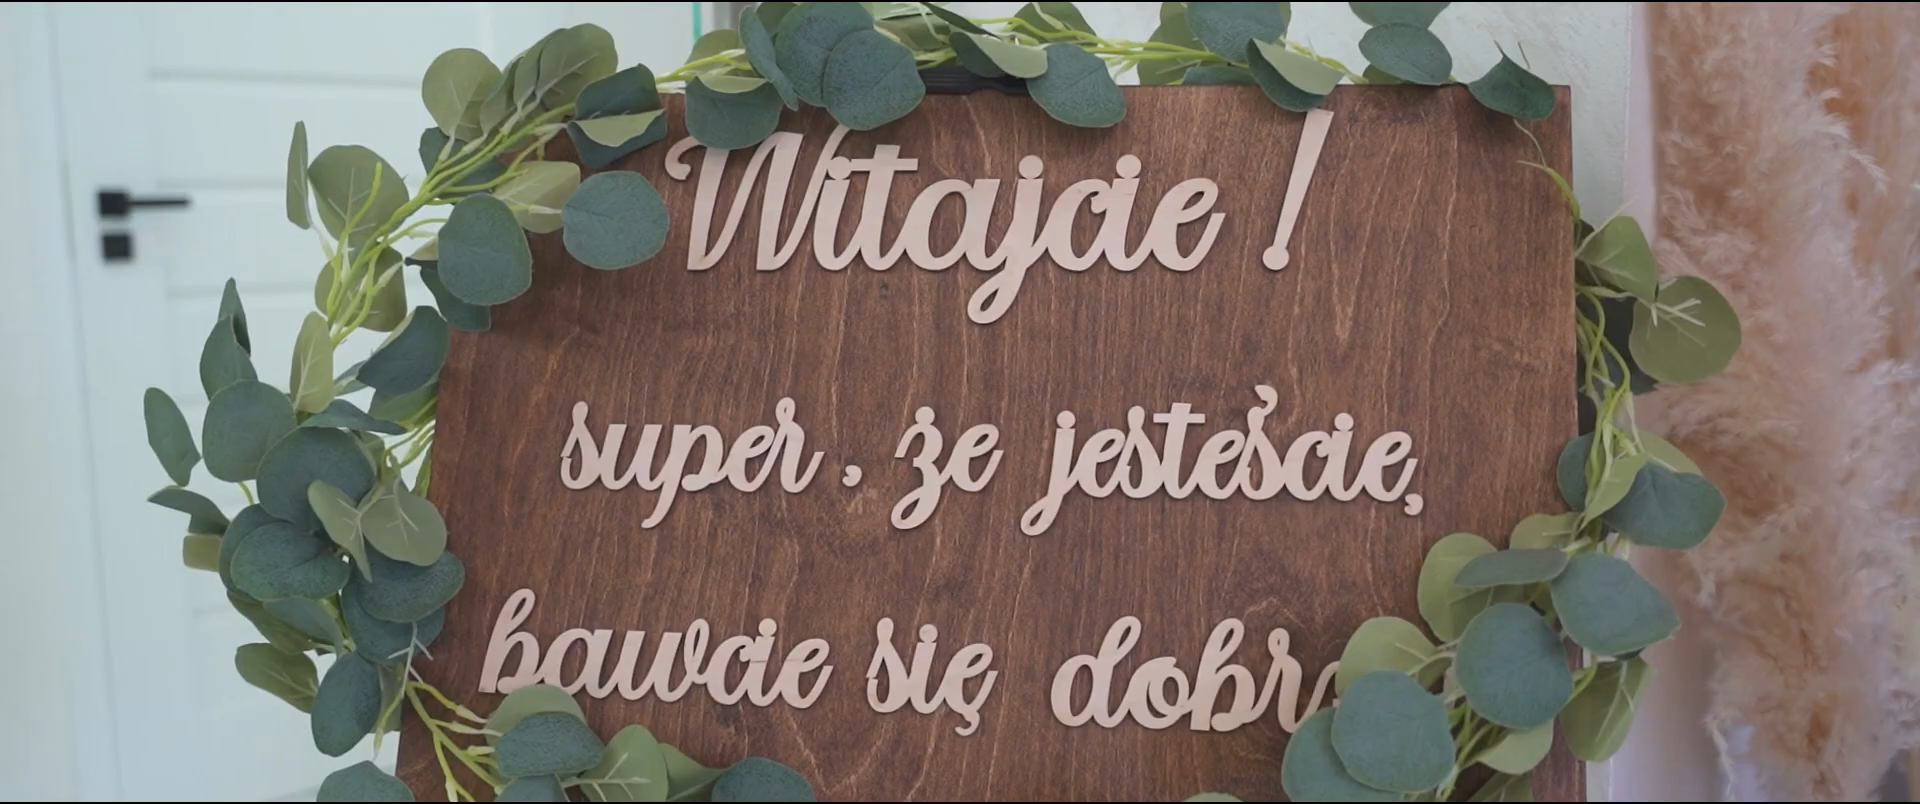 Witajcie!
super, że jesteście,
bawcie się